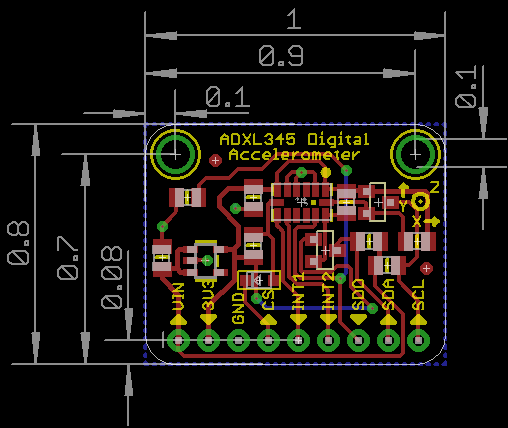 1
0.9
0.1
0.1
ADXL345 Digital
Accelerometer
Z
Y
X
0.8
0.7
0.08
VIN
3V3
GND
CS
INT1
INT2
SDO
SDA
SCL